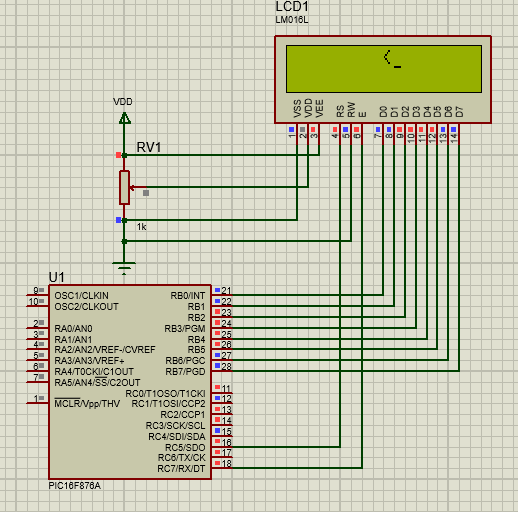 LCD1
LM016L
<_
VSS
VDD
VEE
RS
RW
E
D0
D1
D2
D3
D4
D5
D6
D7
1
2
3
4
5
6
7
8
9
10
11
12
13
14
VDD
RV1
1k
U1
9 OSC1/CLKIN RB0/INT 21
10 OSC2/CLKOUT RB1 22
RB2 23
2 RA0/AN0 RB3/PGM 24
3 RA1/AN1 RB4 25
4 RA2/AN2/VREF-/CVREF RB5 26
5 RA3/AN3/VREF+ RB6/PGC 27
6 RA4/T0CKI/C1OUT RB7/PGD 28
7 RA5/AN4/SS/C2OUT
RC0/T1OSO/T1CKI 11
1 MCLR/Vpp/THV RC1/T1OSI/CCP2 12
RC2/CCP1 13
RC3/SCK/SCL 14
RC4/SDI/SDA 15
RC5/SDO 16
RC6/TX/CK 17
RC7/RX/DT 18
PIC16F876A